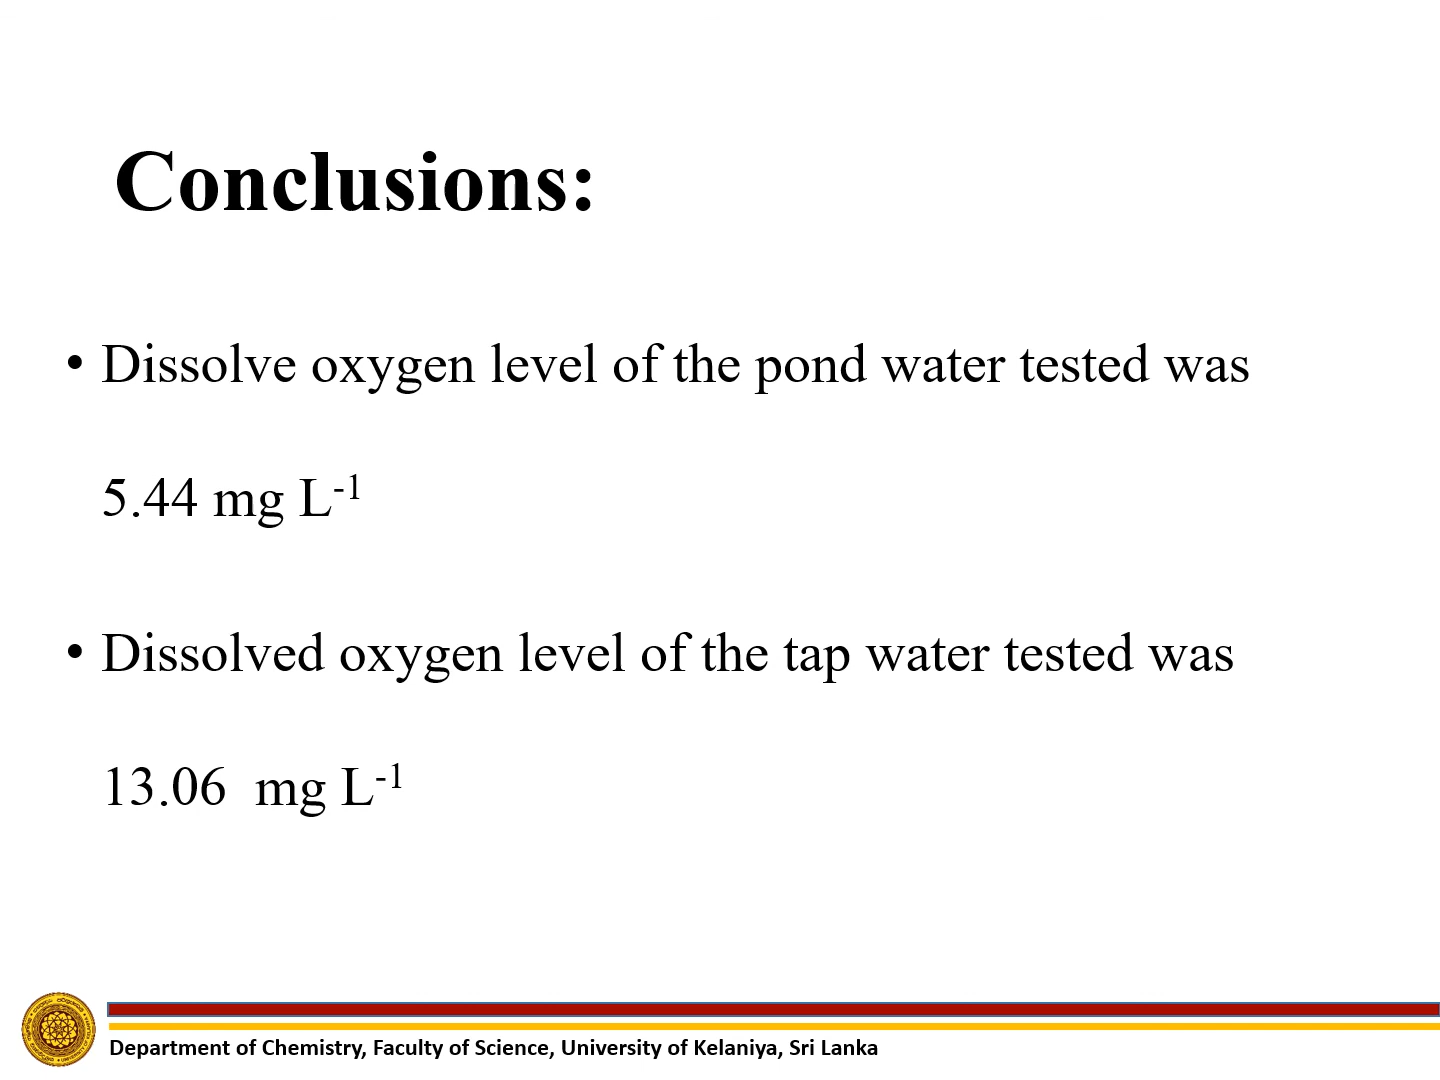 Conclusions:
• Dissolve oxygen level of the pond water tested was
5.44 mg L⁻¹
• Dissolved oxygen level of the tap water tested was
13.06  mg L⁻¹
Department of Chemistry, Faculty of Science, University of Kelaniya, Sri Lanka